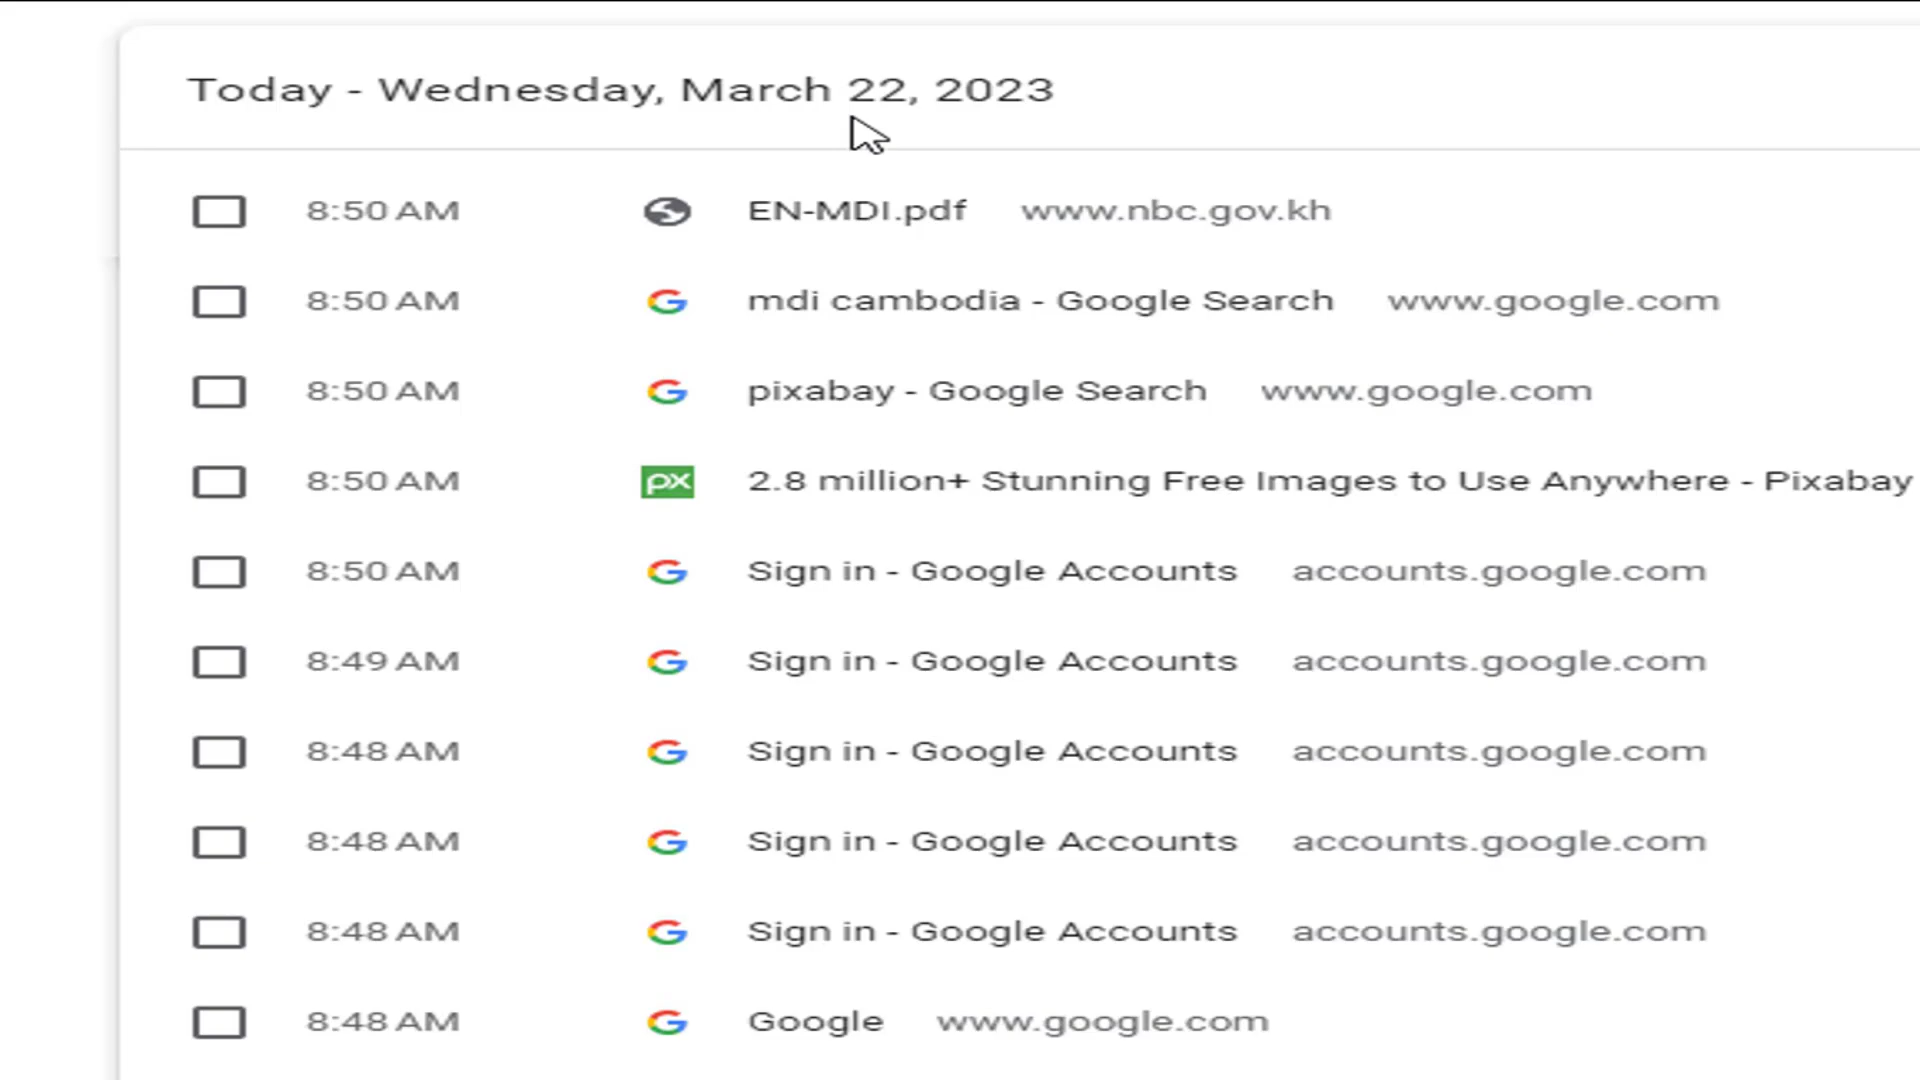 Today - Wednesday, March 22, 2023
8:50 AM EN-MDI.pdf www.nbc.gov.kh
8:50 AM mdi cambodia - Google Search www.google.com
8:50 AM pixabay - Google Search www.google.com
8:50 AM px 2.8 million+ Stunning Free Images to Use Anywhere - Pixabay
8:50 AM Sign in - Google Accounts accounts.google.com
8:49 AM Sign in - Google Accounts accounts.google.com
8:48 AM Sign in - Google Accounts accounts.google.com
8:48 AM Sign in - Google Accounts accounts.google.com
8:48 AM Sign in - Google Accounts accounts.google.com
8:48 AM Google www.google.com